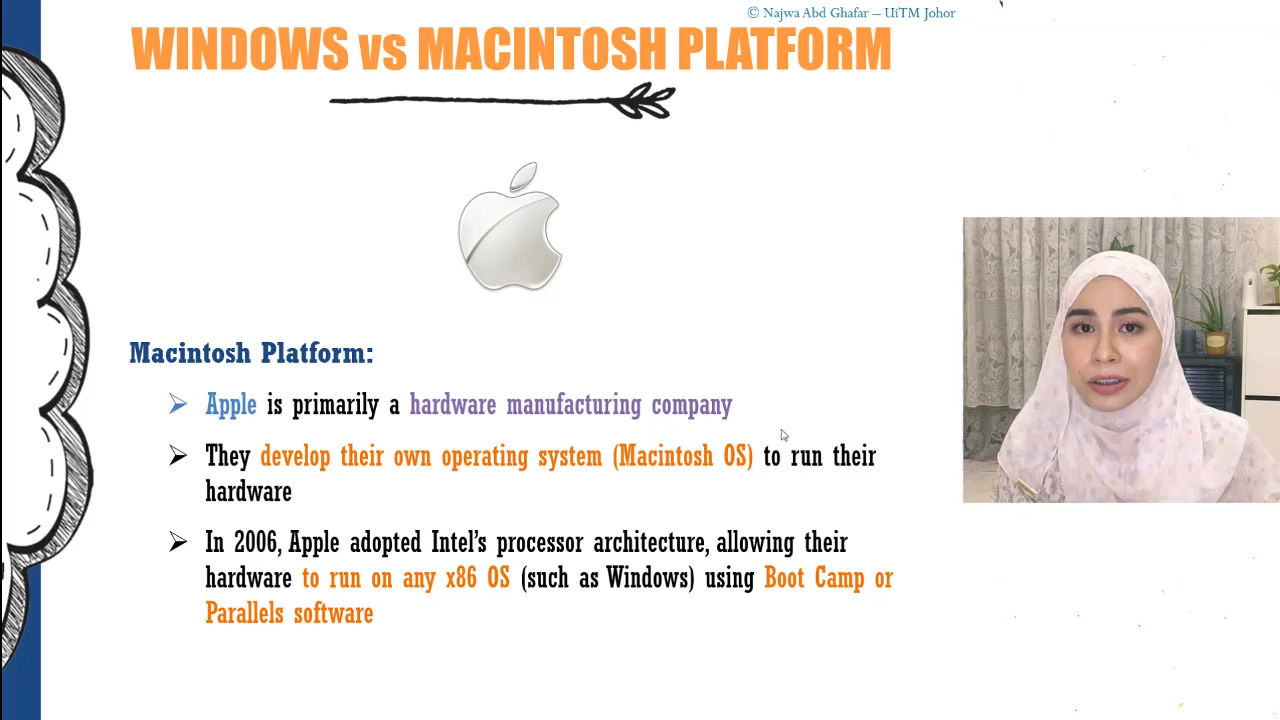 © Najwa Abd Ghafar – UiTM Johor
WINDOWS vs MACINTOSH PLATFORM
Macintosh Platform:
Apple is primarily a hardware manufacturing company
They develop their own operating system (Macintosh OS) to run their
hardware
In 2006, Apple adopted Intel's processor architecture, allowing their
hardware to run on any x86 OS (such as Windows) using Boot Camp or
Parallels software